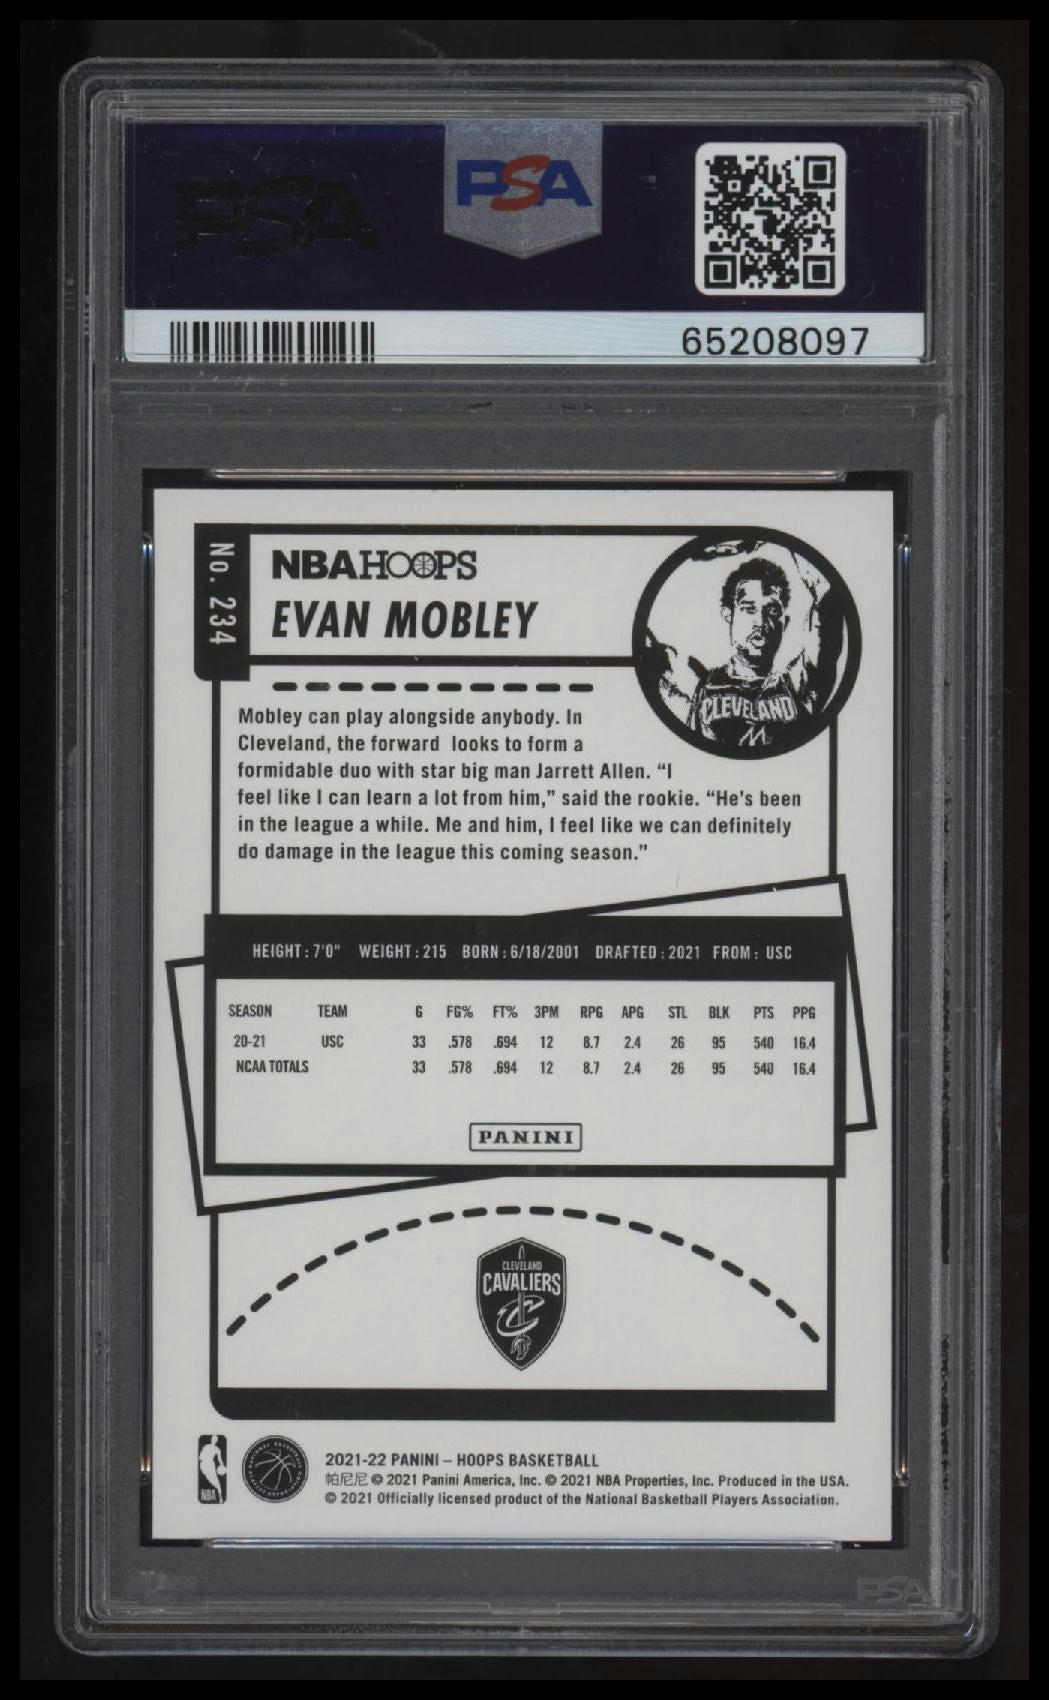 PSA
PSA
65208097
No. 234
NBA HOOPS
EVAN MOBLEY
CLEVELAND
Mobley can play alongside anybody. In
Cleveland, the forward looks to form a
formidable duo with star big man Jarrett Allen. “I
feel like I can learn a lot from him,” said the rookie. “He's been
in the league a while. Me and him, I feel like we can definitely
do damage in the league this coming season.”
HEIGHT: 7'0" WEIGHT: 215 BORN: 6/18/2001 DRAFTED: 2021 FROM: USC
SEASON TEAM G FG% FT% 3PM RPG APG STL BLK PTS PPG
20-21 USC 33 .578 .694 12 8.7 2.4 26 95 540 16.4
NCAA TOTALS 33 .578 .694 12 8.7 2.4 26 95 540 16.4
PANINI
CLEVELAND
CAVALIERS
C
NBA
2021-22 PANINI – HOOPS BASKETBALL
帕尼尼 © 2021 Panini America, Inc. © 2021 NBA Properties, Inc. Produced in the USA.
© 2021 Officially licensed product of the National Basketball Players Association.
PSA